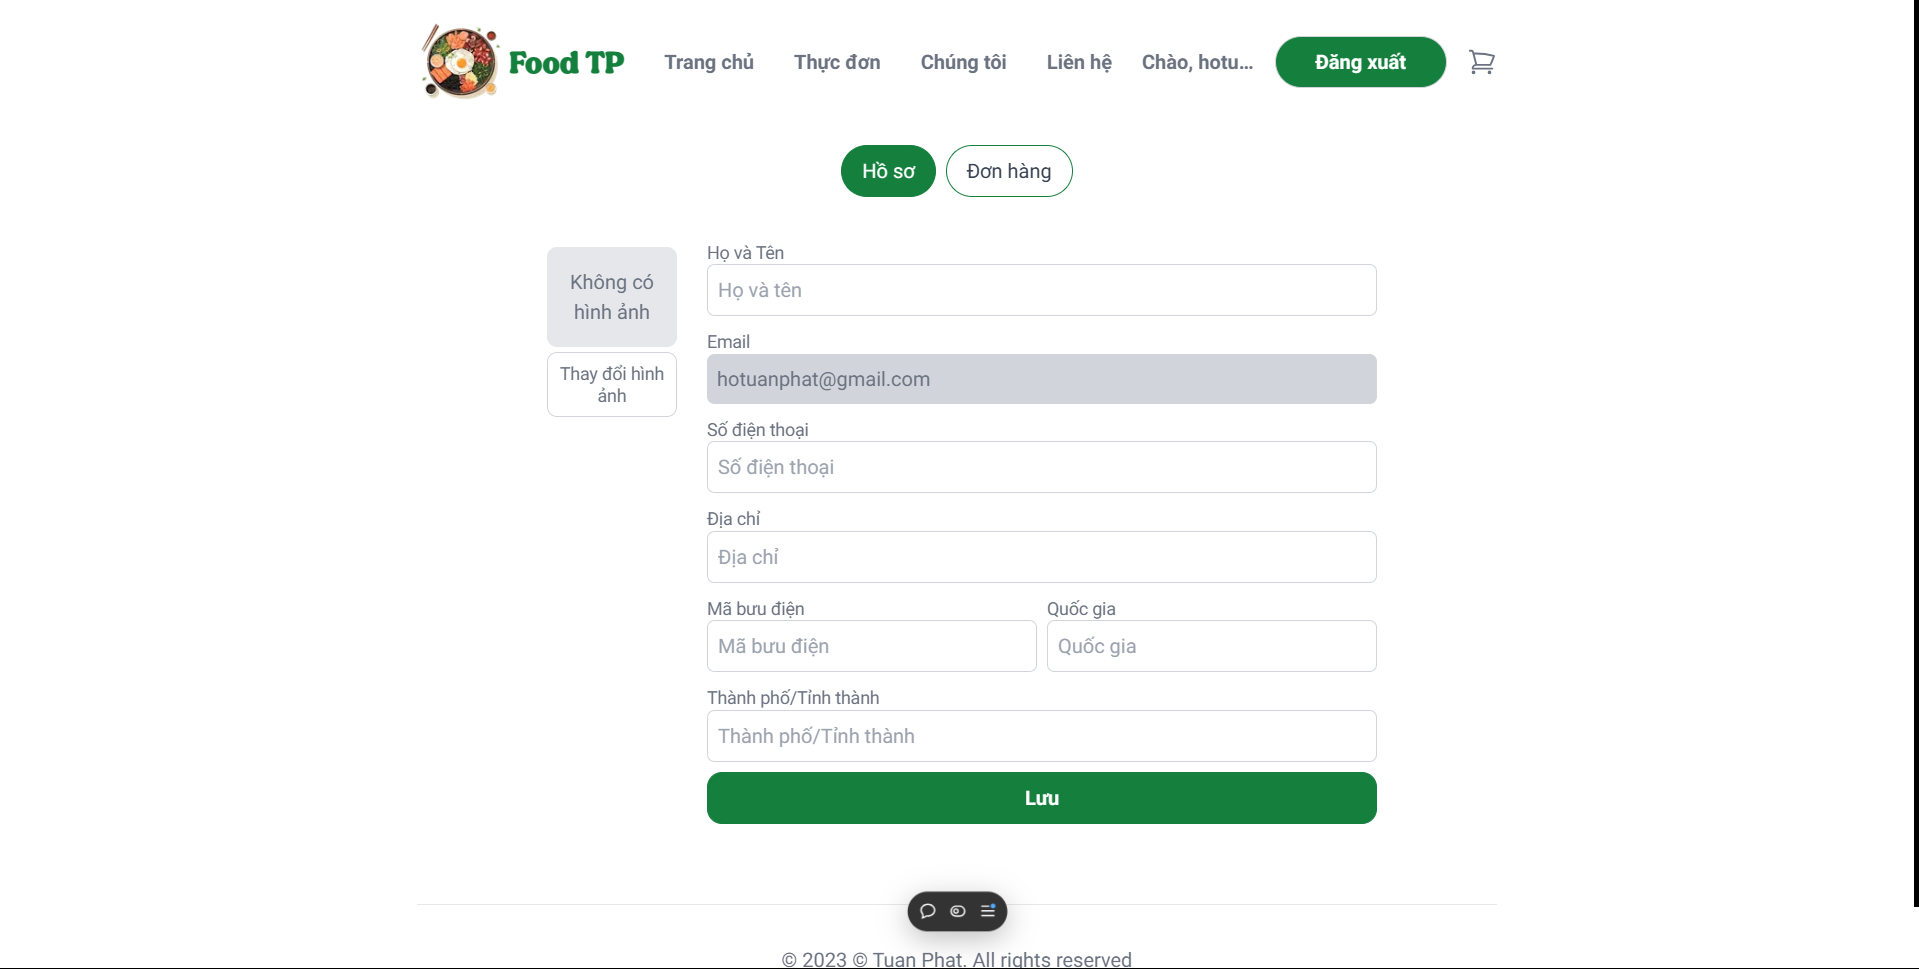 Food TP
Trang chủ
Thực đơn
Chúng tôi
Liên hệ
Chào, hotu...
Đăng xuất
Hồ sơ
Đơn hàng
Không có
hình ảnh
Thay đổi hình
ảnh
Họ và Tên
Họ và tên
Email
hotuanphat@gmail.com
Số điện thoại
Số điện thoại
Địa chỉ
Địa chỉ
Mã bưu điện
Mã bưu điện
Quốc gia
Quốc gia
Thành phố/Tỉnh thành
Thành phố/Tỉnh thành
Lưu
© 2023 © Tuan Phat. All rights reserved